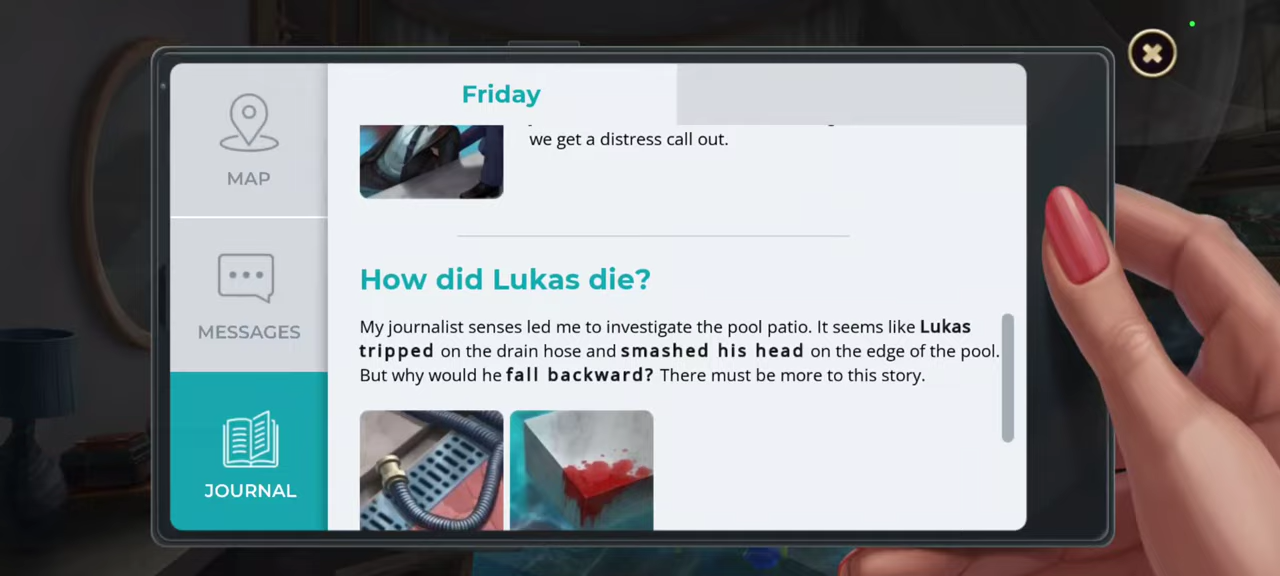 Friday
we get a distress call out.
MAP
How did Lukas die?
My journalist senses led me to investigate the pool patio. It seems like Lukas
tripped on the drain hose and smashed his head on the edge of the pool.
But why would he fall backward? There must be more to this story.
MESSAGES
JOURNAL